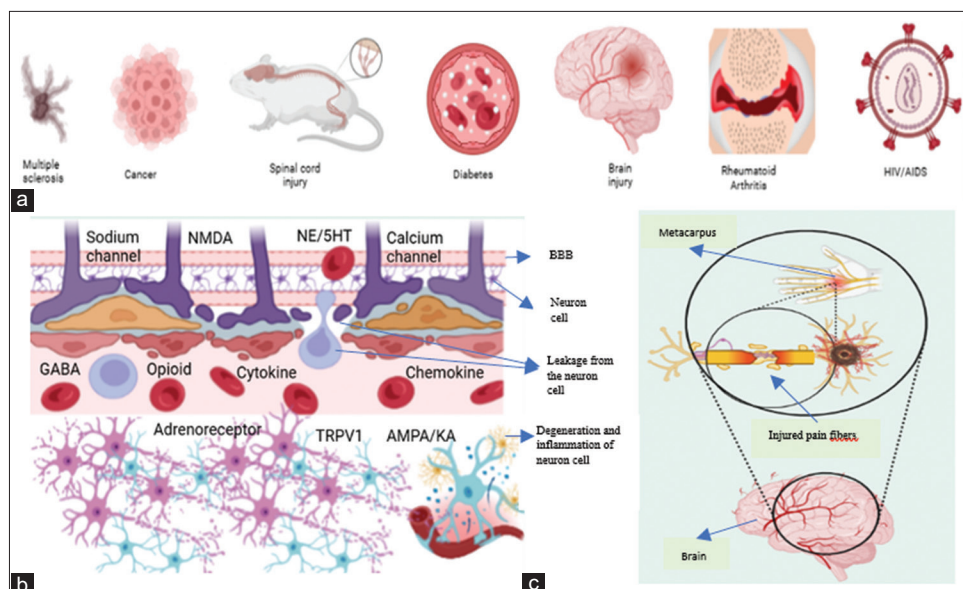 Multiple
sclerosis
Cancer
Spinal cord
injury
Diabetes
Brain
injury
Rheumatoid
Arthritis
HIV/AIDS
a
Sodium
channel
NMDA
NE/5HT
Calcium
channel
BBB
Neuron
cell
Leakage from
the neuron
cell
GABA
Opioid
Cytokine
Chemokine
Adrenoreceptor
TRPV1
AMPA/KA
Degeneration and
inflammation of
neuron cell
b
Metacarpus
Injured pain fibers
Brain
c